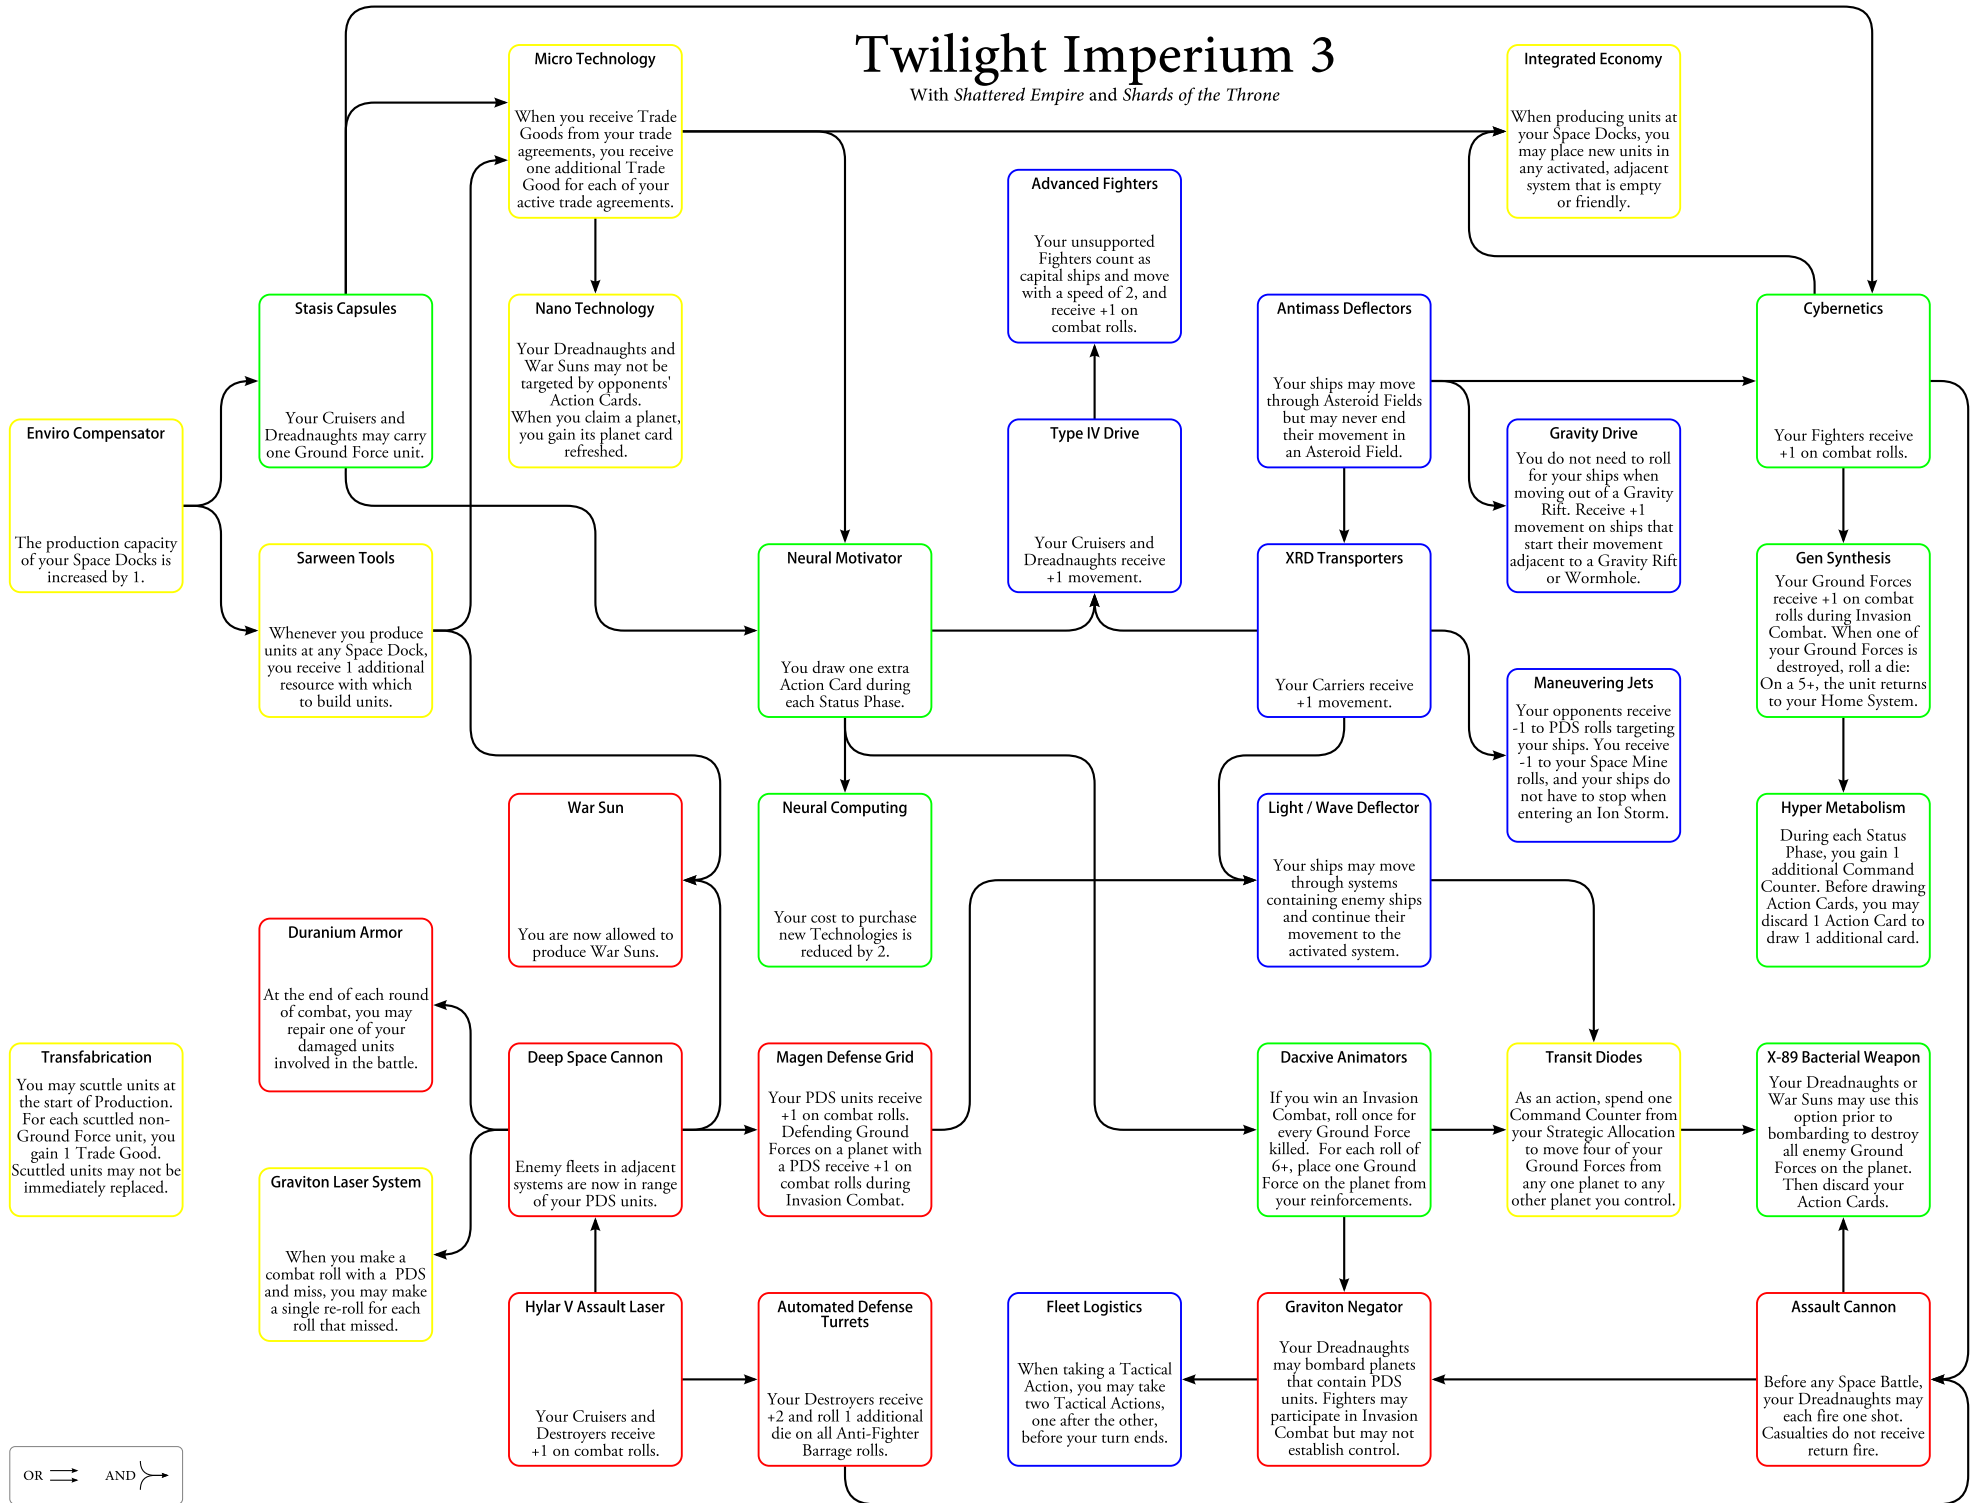 Twilight Imperium 3
With Shattered Empire and Shards of the Throne
Micro Technology
When you receive Trade
Goods from your trade
agreements, you receive
one additional Trade
Good for each of your
active trade agreements.
Integrated Economy
When producing units at
your Space Docks, you
may place new units in
any activated, adjacent
system that is empty
or friendly.
Advanced Fighters
Your unsupported
Fighters count as
capital ships and move
with a speed of 2, and
receive +1 on
combat rolls.
Stasis Capsules
Your Cruisers and
Dreadnaughts may carry
one Ground Force unit.
Nano Technology
Your Dreadnaughts and
War Suns may not be
targeted by opponents'
Action Cards.
When you claim a planet,
you gain its planet card
refreshed.
Antimass Deflectors
Your ships may move
through Asteroid Fields
but may never end
their movement in
an Asteroid Field.
Cybernetics
Your Fighters receive
+1 on combat rolls.
Enviro Compensator
The production capacity
of your Space Docks is
increased by 1.
Type IV Drive
Your Cruisers and
Dreadnaughts receive
+1 movement.
Gravity Drive
You do not need to roll
for your ships when
moving out of a Gravity
Rift. Receive +1
movement on ships that
start their movement
adjacent to a Gravity Rift
or Wormhole.
Sarween Tools
Whenever you produce
units at any Space Dock,
you receive 1 additional
resource with which
to build units.
Neural Motivator
You draw one extra
Action Card during
each Status Phase.
XRD Transporters
Your Carriers receive
+1 movement.
Gen Synthesis
Your Ground Forces
receive +1 on combat
rolls during Invasion
Combat. When one of
your Ground Forces is
destroyed, roll a die:
On a 5+, the unit returns
to your Home System.
Maneuvering Jets
Your opponents receive
-1 to PDS rolls targeting
your ships. You receive
-1 to your Space Mine
rolls, and your ships do
not have to stop when
entering an Ion Storm.
War Sun
You are now allowed to
produce War Suns.
Neural Computing
Your cost to purchase
new Technologies is
reduced by 2.
Light / Wave Deflector
Your ships may move
through systems
containing enemy ships
and continue their
movement to the
activated system.
Hyper Metabolism
During each Status
Phase, you gain 1
additional Command
Counter. Before drawing
Action Cards, you may
discard 1 Action Card to
draw 1 additional card.
Duranium Armor
At the end of each round
of combat, you may
repair one of your
damaged units
involved in the battle.
Transfabrication
You may scuttle units at
the start of Production.
For each scuttled non-
Ground Force unit, you
gain 1 Trade Good.
Scuttled units may not be
immediately replaced.
Deep Space Cannon
Enemy fleets in adjacent
systems are now in range
of your PDS units.
Magen Defense Grid
Your PDS units receive
+1 on combat rolls.
Defending Ground
Forces on a planet with
a PDS receive +1 on
combat rolls during
Invasion Combat.
Dacxive Animators
If you win an Invasion
Combat, roll once for
every Ground Force
killed. For each roll of
6+, place one Ground
Force on the planet from
your reinforcements.
Transit Diodes
As an action, spend one
Command Counter from
your Strategic Allocation
to move four of your
Ground Forces from
any one planet to any
other planet you control.
X-89 Bacterial Weapon
Your Dreadnaughts or
War Suns may use this
option prior to
bombarding to destroy
all enemy Ground
Forces on the planet.
Then discard your
Action Cards.
Graviton Laser System
When you make a
combat roll with a PDS
and miss, you may make
a single re-roll for each
roll that missed.
Hylar V Assault Laser
Your Cruisers and
Destroyers receive
+1 on combat rolls.
Automated Defense
Turrets
Your Destroyers receive
+2 and roll 1 additional
die on all Anti-Fighter
Barrage rolls.
Fleet Logistics
When taking a Tactical
Action, you may take
two Tactical Actions,
one after the other,
before your turn ends.
Graviton Negator
Your Dreadnaughts
may bombard planets
that contain PDS
units. Fighters may
participate in Invasion
Combat but may not
establish control.
Assault Cannon
Before any Space Battle,
your Dreadnaughts may
each fire one shot.
Casualties do not receive
return fire.
OR AND